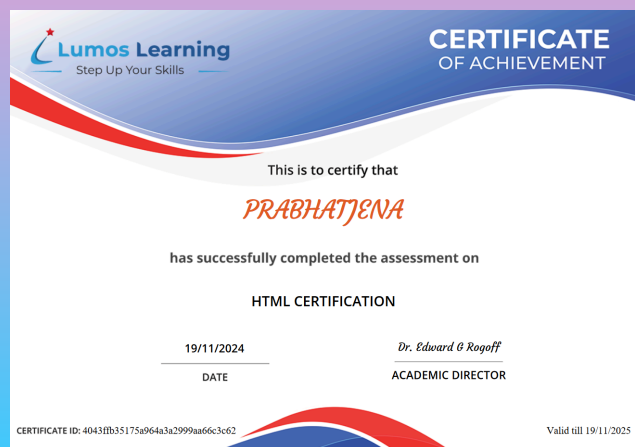 Lumos Learning
Step Up Your Skills
CERTIFICATE
OF ACHIEVEMENT
This is to certify that
PRABHATJENA
has successfully completed the assessment on
HTML CERTIFICATION
19/11/2024
DATE
Dr. Edward G Rogoff
ACADEMIC DIRECTOR
CERTIFICATE ID: 4043ffb35175a964a3a2999aa66c3c62
Valid till 19/11/2025